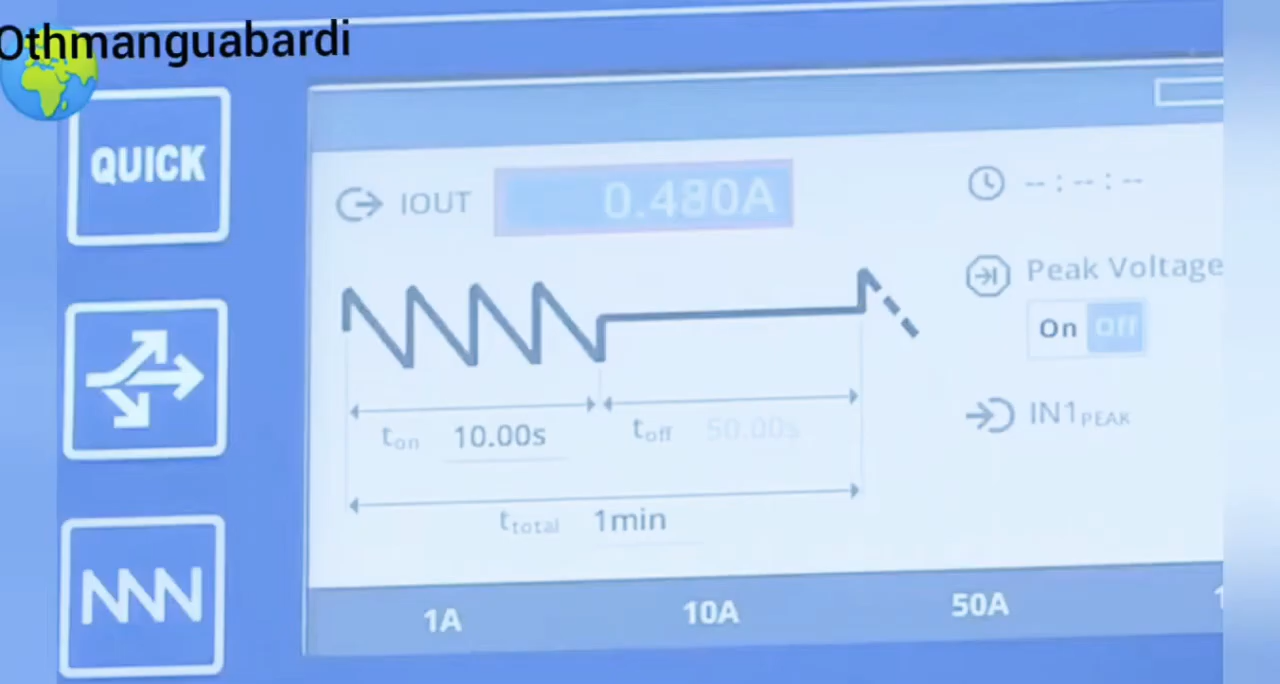 Othmanguabardi
QUICK
IOUT 0.480A
-- : -- : --
Peak Voltage
On Off
IN1PEAK
ton 10.00s toff 50.00s
ttotal 1min
1A 10A 50A